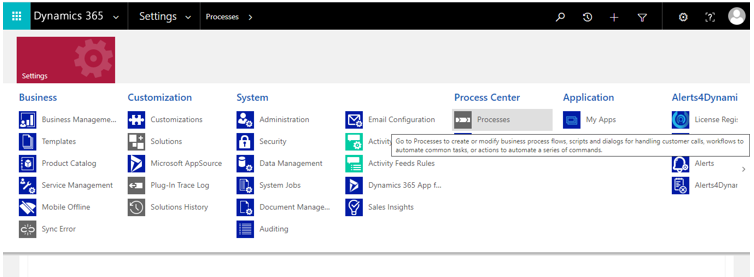 Dynamics 365 Settings Processes
Settings
Business Customization System Process Center Application Alerts4Dynami
Business Manageme... Customizations Administration Email Configuration Processes My Apps License Regis
Templates Solutions Security Activity
Go to Processes to create or modify business process flows, scripts and dialogs for handling customer calls, workflows to
automate common tasks, or actions to automate a series of commands.
Product Catalog Microsoft AppSource Data Management Activity Feeds Rules Alerts
Service Management Plug-In Trace Log System Jobs Dynamics 365 App f... Alerts4Dynar
Mobile Offline Solutions History Document Manage... Sales Insights
Sync Error Auditing